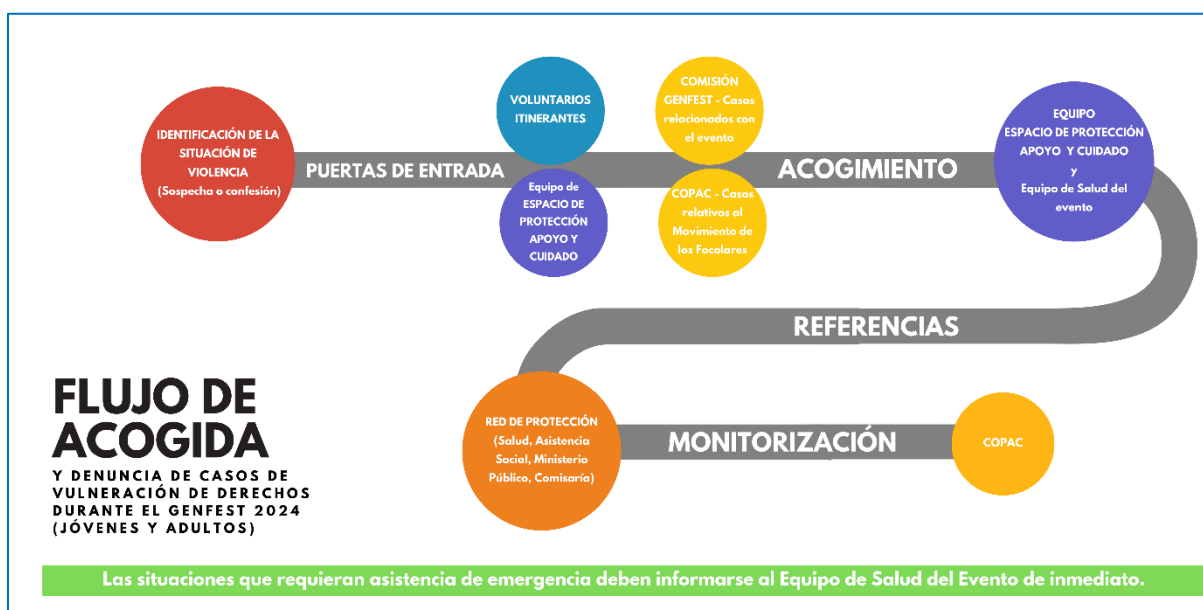 IDENTIFICACIÓN DE LA
SITUACIÓN DE
VIOLENCIA
(Sospecha o confesión)
PUERTAS DE ENTRADA
VOLUNTARIOS
ITINERANTES
Equipo de
ESPACIO DE
PROTECCIÓN
APOYO Y
CUIDADO
COMISIÓN
GENFEST - Casos
relacionados con
el evento
COPAC - Casos
relativos al
Movimiento de
los Focolares
ACOGIMIENTO
EQUIPO
ESPACIO DE PROTECCIÓN
APOYO Y CUIDADO
y
Equipo de Salud del
evento
REFERENCIAS
RED DE PROTECCIÓN
(Salud, Asistencia
Social, Ministerio
Público, Comisaría)
MONITORIZACIÓN
COPAC
FLUJO DE
ACOGIDA
Y DENUNCIA DE CASOS DE
VULNERACIÓN DE DERECHOS
DURANTE EL GENFEST 2024
(JÓVENES Y ADULTOS)
Las situaciones que requieran asistencia de emergencia deben informarse al Equipo de Salud del Evento de inmediato.